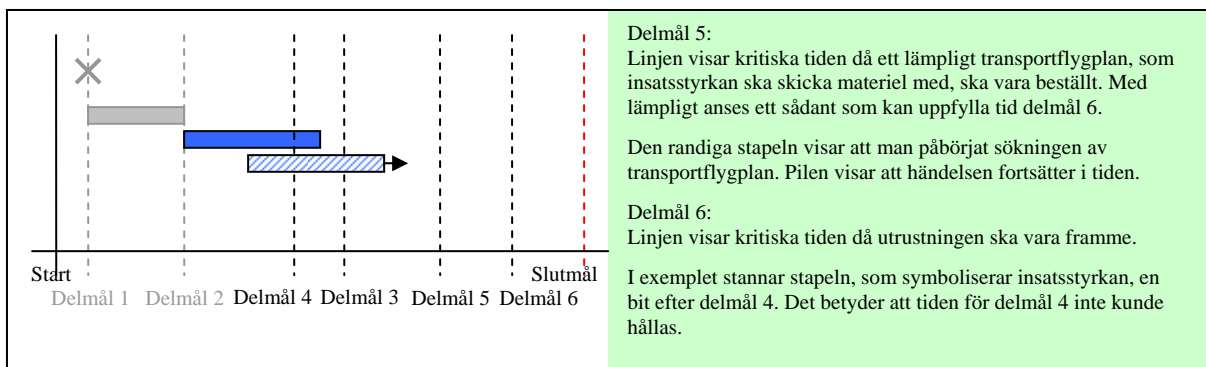 Start
Slutmål
Delmål 1 Delmål 2 Delmål 4 Delmål 3 Delmål 5 Delmål 6
Delmål 5:
Linjen visar kritiska tiden då ett lämpligt transportflygplan, som
insatsstyrkan ska skicka materiel med, ska vara beställt. Med
lämpligt anses ett sådant som kan uppfylla tid delmål 6.
Den randiga stapeln visar att man påbörjat sökningen av
transportflygplan. Pilen visar att händelsen fortsätter i tiden.
Delmål 6:
Linjen visar kritiska tiden då utrustningen ska vara framme.
I exemplet stannar stapeln, som symboliserar insatsstyrkan, en
bit efter delmål 4. Det betyder att tiden för delmål 4 inte kunde
hållas.